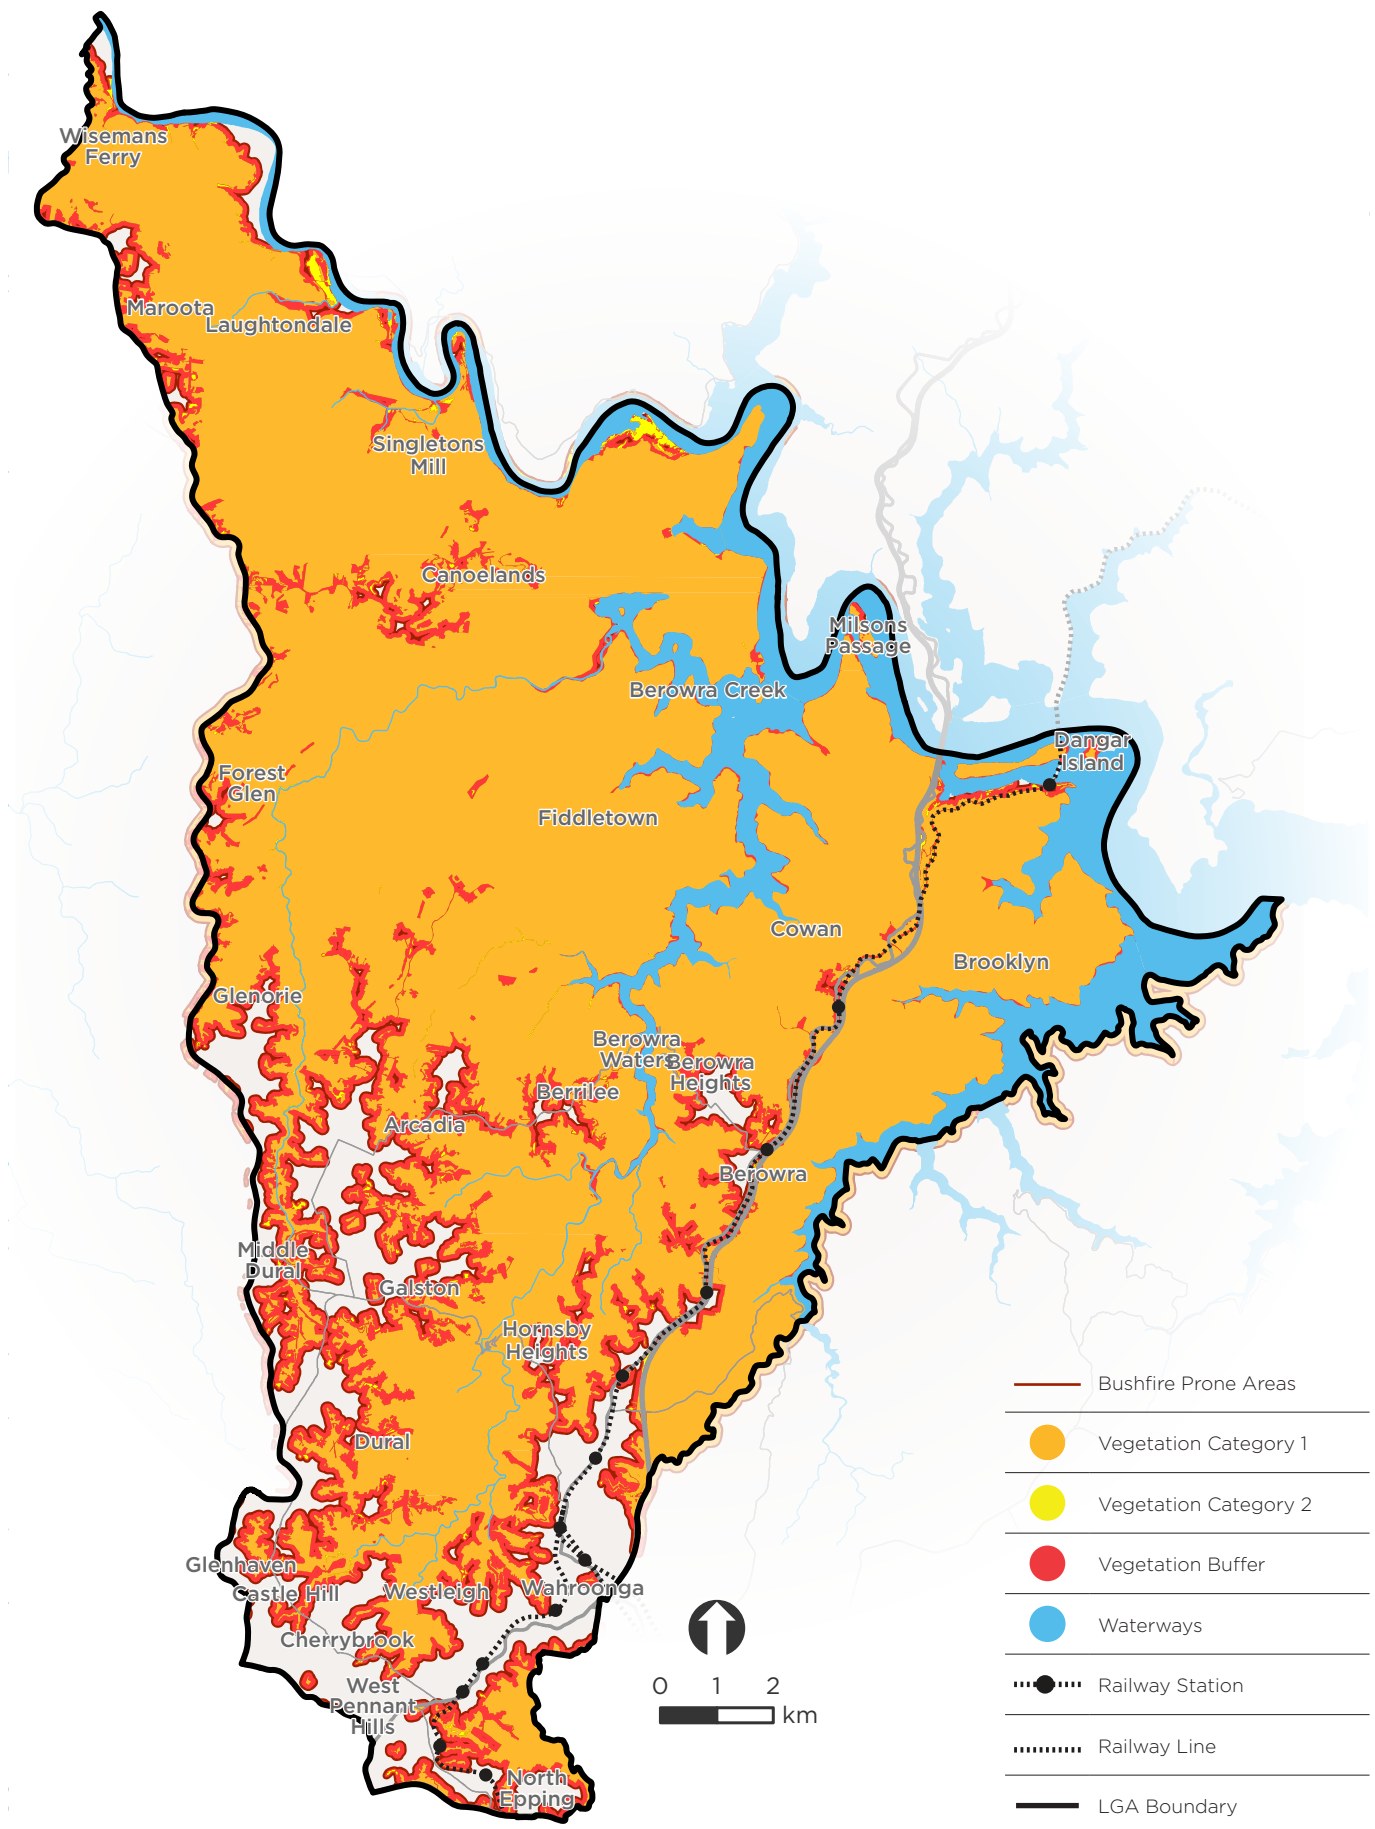 Wisemans
Ferry
Maroota
Laughtondale
Singletons
Mill
Canoelands
Milsons
Passage
Berowra Creek
Dangar
Island
Forest
Glen
Fiddletown
Cowan
Brooklyn
Glenorie
Berowra
Waters
Berowra
Heights
Berrilee
Arcadia
Berowra
Middle
Dural
Galston
Hornsby
Heights
Dural
Glenhaven
Castle Hill
Westleigh
Wahroonga
Cherrybrook
West
Pennant
Hills
North
Epping
0 1 2
km
Bushfire Prone Areas
Vegetation Category 1
Vegetation Category 2
Vegetation Buffer
Waterways
Railway Station
Railway Line
LGA Boundary